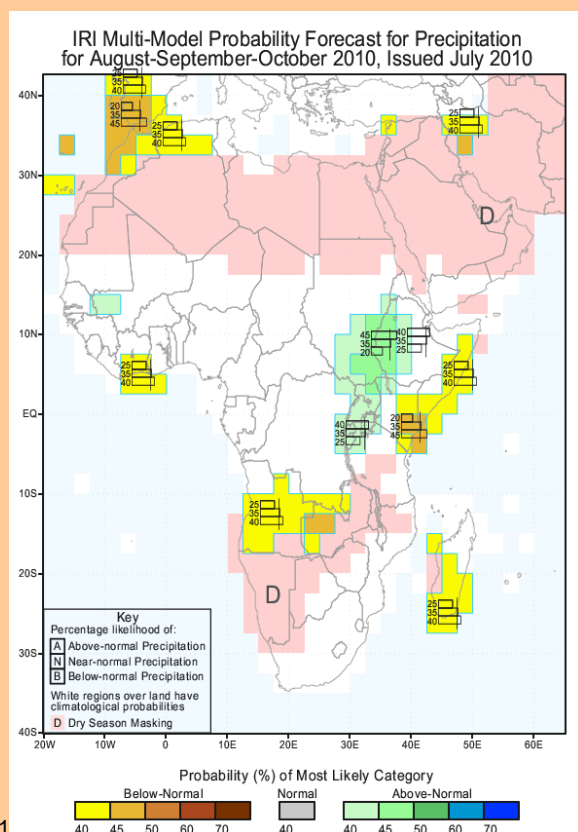 IRI Multi-Model Probability Forecast for Precipitation
for August-September-October 2010, Issued July 2010
40N
30N
20N
10N
EQ
10S
20S
30S
40S
25
35
40
20
35
45
25
35
40
25
35
40
D
45
35
20
40
35
25
25
35
40
25
35
40
40
35
25
20
35
45
25
35
40
D
25
35
40
Key
Percentage likelihood of:
A Above-normal Precipitation
N Near-normal Precipitation
B Below-normal Precipitation
White regions over land have
climatological probabilities
D Dry Season Masking
20W 10W 0 10E 20E 30E 40E 50E 60E
Probability (%) of Most Likely Category
Below-Normal Normal Above-Normal
40 45 50 60 70 40 40 45 50 60 70
1